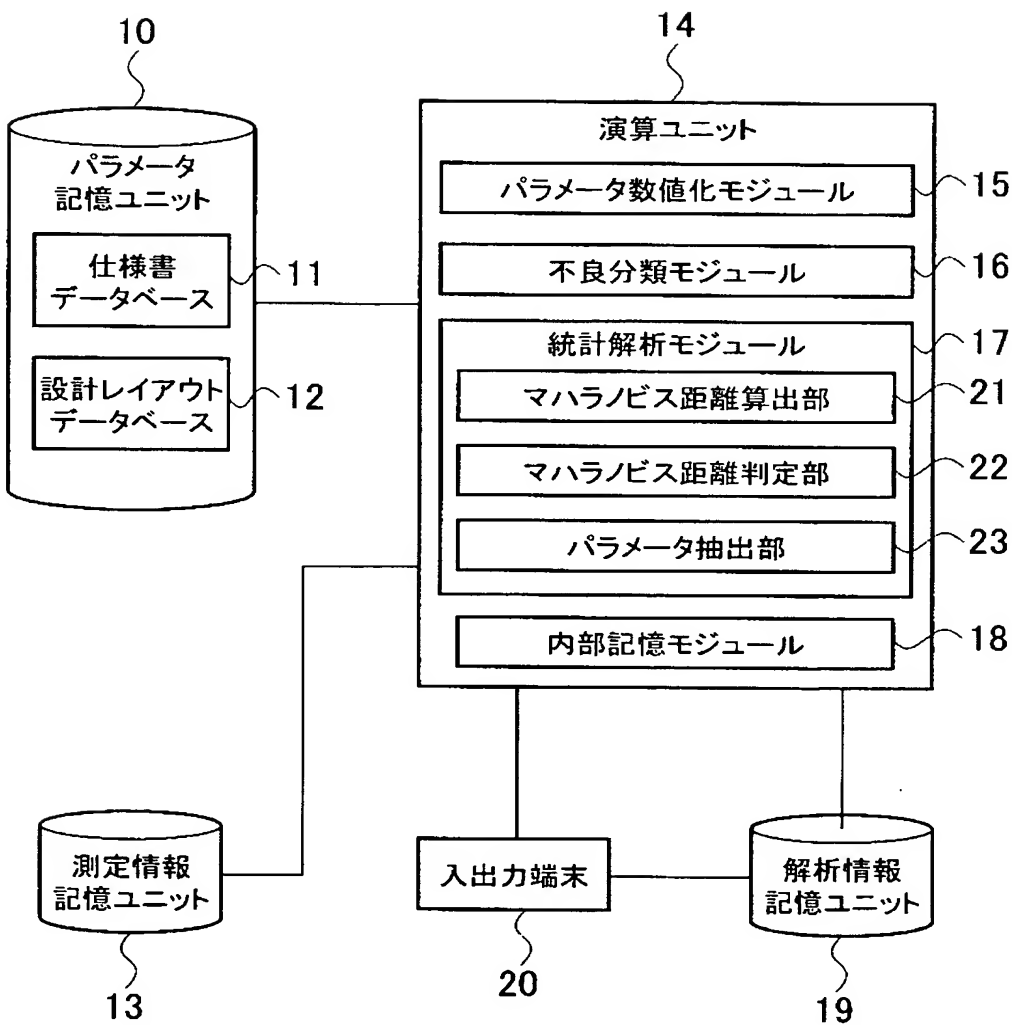 10
パラメータ
記憶ユニット
仕様書
データベース
11
設計レイアウト
データベース
12
14
演算ユニット
パラメータ数値化モジュール
15
不良分類モジュール
16
統計解析モジュール
17
マハラノビス距離算出部
21
マハラノビス距離判定部
22
パラメータ抽出部
23
内部記憶モジュール
18
測定情報
記憶ユニット
13
入出力端末
20
解析情報
記憶ユニット
19